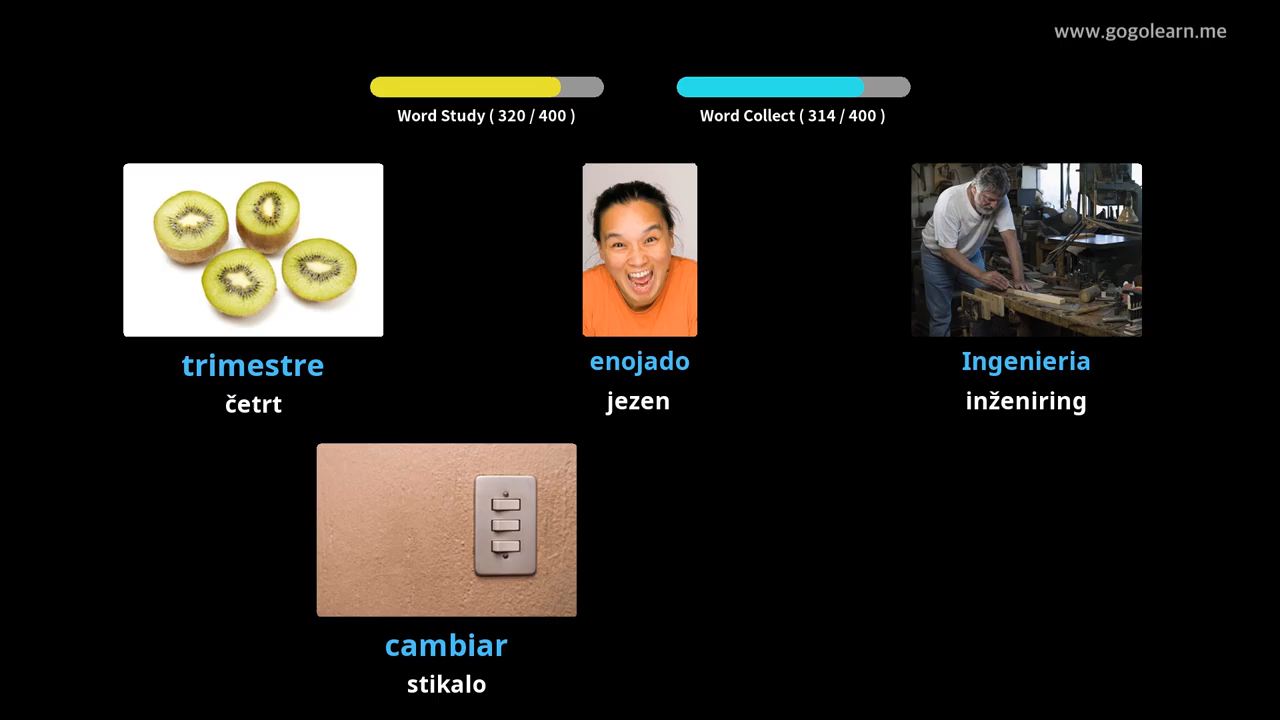 www.gogolearn.me
Word Study ( 320 / 400 )
Word Collect ( 314 / 400 )
trimestre
četrt
enojado
jezen
Ingenieria
inženiring
cambiar
stikalo